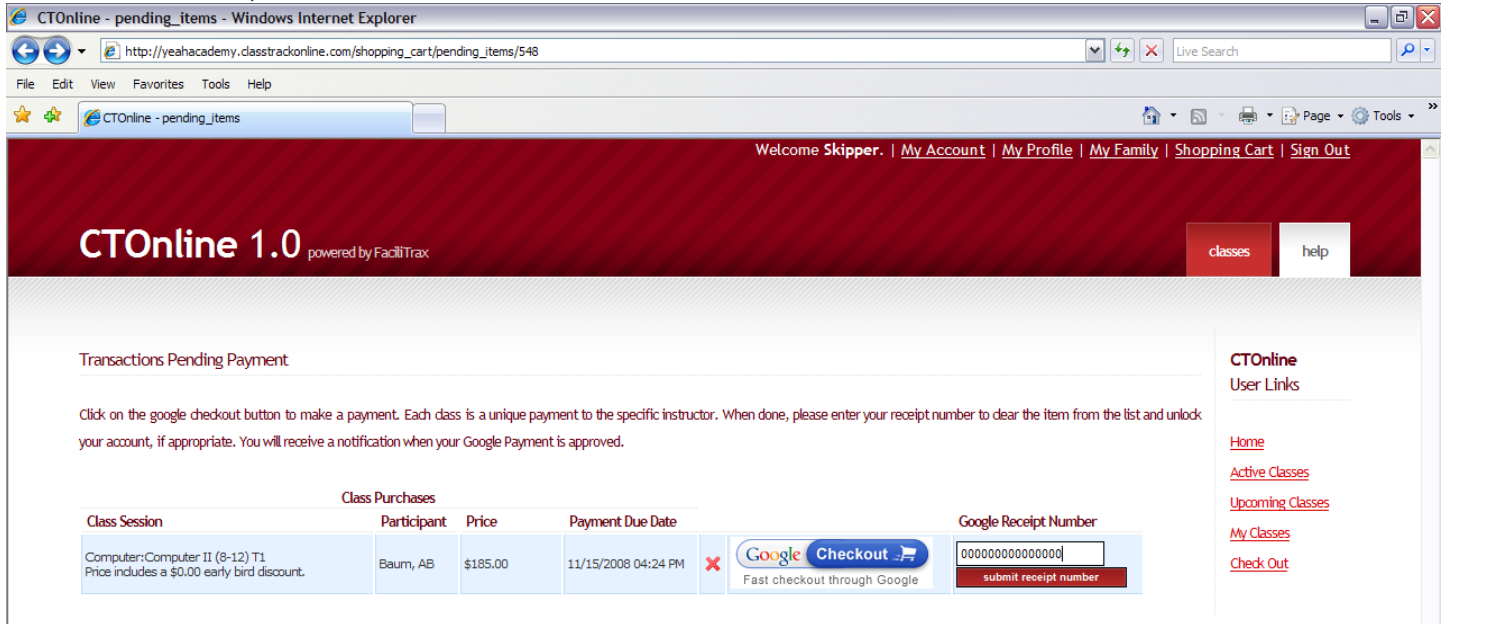 CTOnline - pending_items - Windows Internet Explorer
http://yeahacademy.classtrackonline.com/shopping_cart/pending_items/548
Live Search
File Edit View Favorites Tools Help
CTOnline - pending_items
Page Tools »
Welcome Skipper. | My Account | My Profile | My Family | Shopping Cart | Sign Out
CTOnline 1.0 powered by FaciliTrax
classes help
Transactions Pending Payment
Click on the google checkout button to make a payment. Each class is a unique payment to the specific instructor. When done, please enter your receipt number to clear the item from the list and unlock
your account, if appropriate. You will receive a notification when your Google Payment is approved.
Class Purchases
Class Session Participant Price Payment Due Date Google Receipt Number
Computer:Computer II (8-12) T1
Price includes a $0.00 early bird discount.
Baum, AB $185.00 11/15/2008 04:24 PM
Google Checkout
Fast checkout through Google
000000000000000
submit receipt number
CTOnline
User Links
Home
Active Classes
Upcoming Classes
My Classes
Check Out